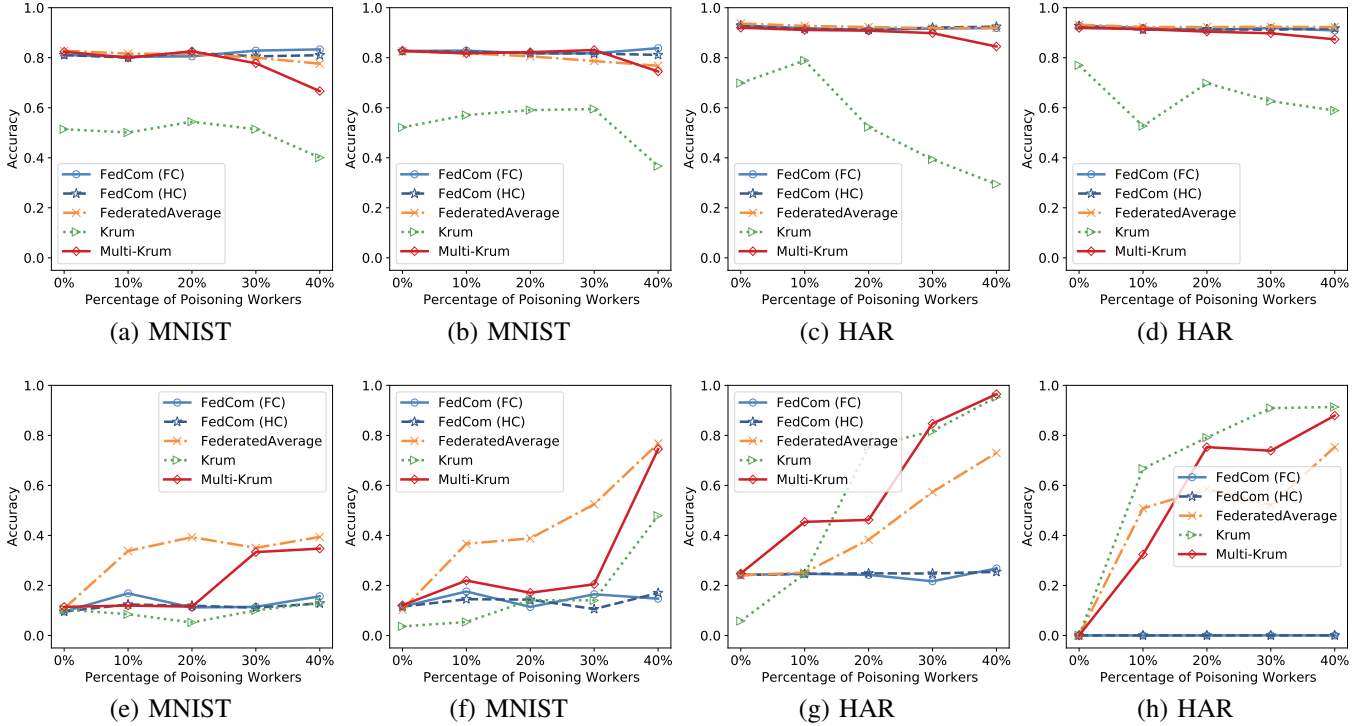 1.0
0.8
0.6
0.4
0.2
0.0
Accuracy
FedCom (FC)
FedCom (HC)
FederatedAverage
Krum
Multi-Krum
0% 10% 20% 30% 40%
Percentage of Poisoning Workers
(a) MNIST
1.0
0.8
0.6
0.4
0.2
0.0
Accuracy
FedCom (FC)
FedCom (HC)
FederatedAverage
Krum
Multi-Krum
0% 10% 20% 30% 40%
Percentage of Poisoning Workers
(b) MNIST
1.0
0.8
0.6
0.4
0.2
0.0
Accuracy
FedCom (FC)
FedCom (HC)
FederatedAverage
Krum
Multi-Krum
0% 10% 20% 30% 40%
Percentage of Poisoning Workers
(c) HAR
1.0
0.8
0.6
0.4
0.2
0.0
Accuracy
FedCom (FC)
FedCom (HC)
FederatedAverage
Krum
Multi-Krum
0% 10% 20% 30% 40%
Percentage of Poisoning Workers
(d) HAR
1.0
0.8
0.6
0.4
0.2
0.0
Accuracy
FedCom (FC)
FedCom (HC)
FederatedAverage
Krum
Multi-Krum
0% 10% 20% 30% 40%
Percentage of Poisoning Workers
(e) MNIST
1.0
0.8
0.6
0.4
0.2
0.0
Accuracy
FedCom (FC)
FedCom (HC)
FederatedAverage
Krum
Multi-Krum
0% 10% 20% 30% 40%
Percentage of Poisoning Workers
(f) MNIST
1.0
0.8
0.6
0.4
0.2
0.0
Accuracy
FedCom (FC)
FedCom (HC)
FederatedAverage
Krum
Multi-Krum
0% 10% 20% 30% 40%
Percentage of Poisoning Workers
(g) HAR
1.0
0.8
0.6
0.4
0.2
0.0
Accuracy
FedCom (FC)
FedCom (HC)
FederatedAverage
Krum
Multi-Krum
0% 10% 20% 30% 40%
Percentage of Poisoning Workers
(h) HAR